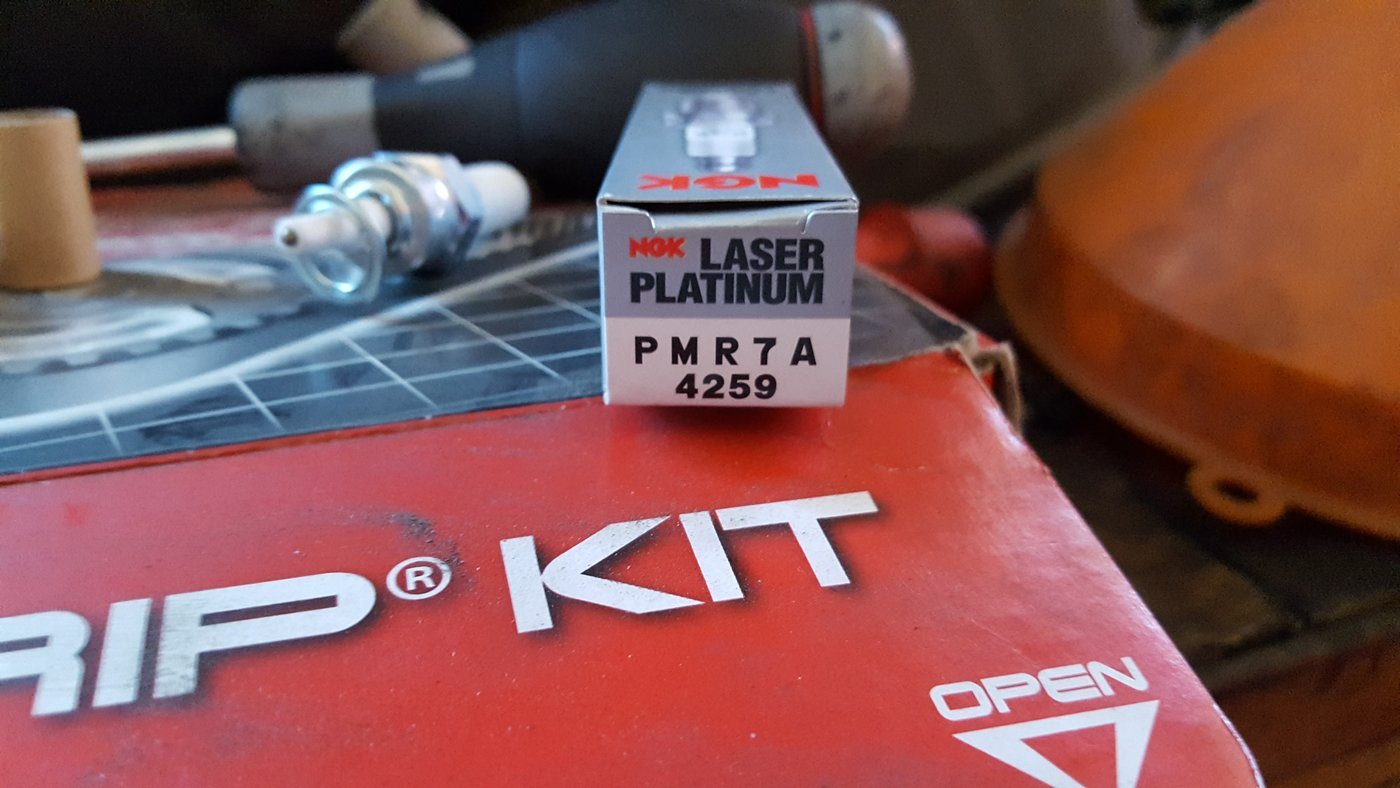 NGK
NGK LASER
PLATINUM
PMR7A
4259
RIP® KIT
OPEN